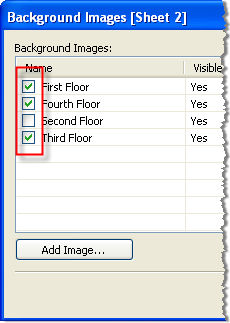 Background Images [Sheet 2]
Background Images:
Name Visible
First Floor Yes
Fourth Floor Yes
Second Floor Yes
Third Floor Yes
Add Image...